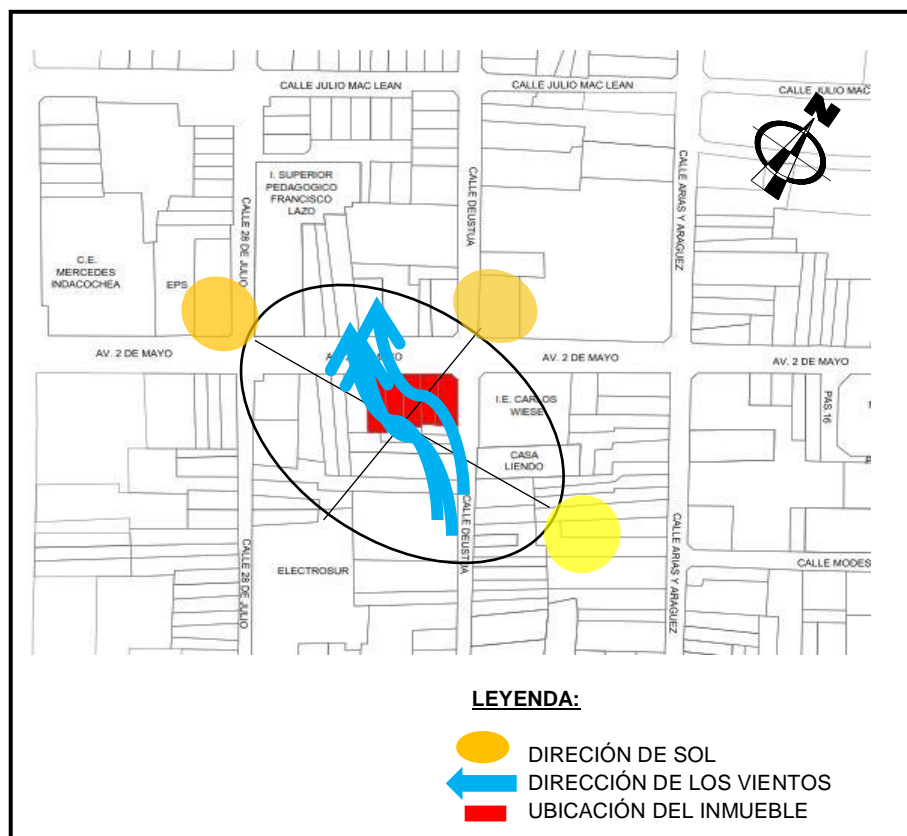 CALLE JULIO MAC LEAN
CALLE JULIO MAC LEAN
CALLE JULIO MAC
N
I. SUPERIOR
PEDAGOGICO
FRANCISCO
LAZO
CALLE 28 DE JULIO
CALLE DEUSTUA
CALLE ARIAS Y ARAGUEZ
C.E.
MERCEDES
INDACOCHEA
EPS
AV. 2 DE MAYO
AV. 2 DE MAYO
AV. 2 DE MAYO
I.E. CARLOS
WIESE
PAS 16
CASA
LIENDO
CALLE 28 DE JULIO
CALLE DEUSTUA
CALLE ARIAS Y ARAGUEZ
ELECTROSUR
CALLE MODES
LEYENDA:
DIRECIÓN DE SOL
DIRECCIÓN DE LOS VIENTOS
UBICACIÓN DEL INMUEBLE